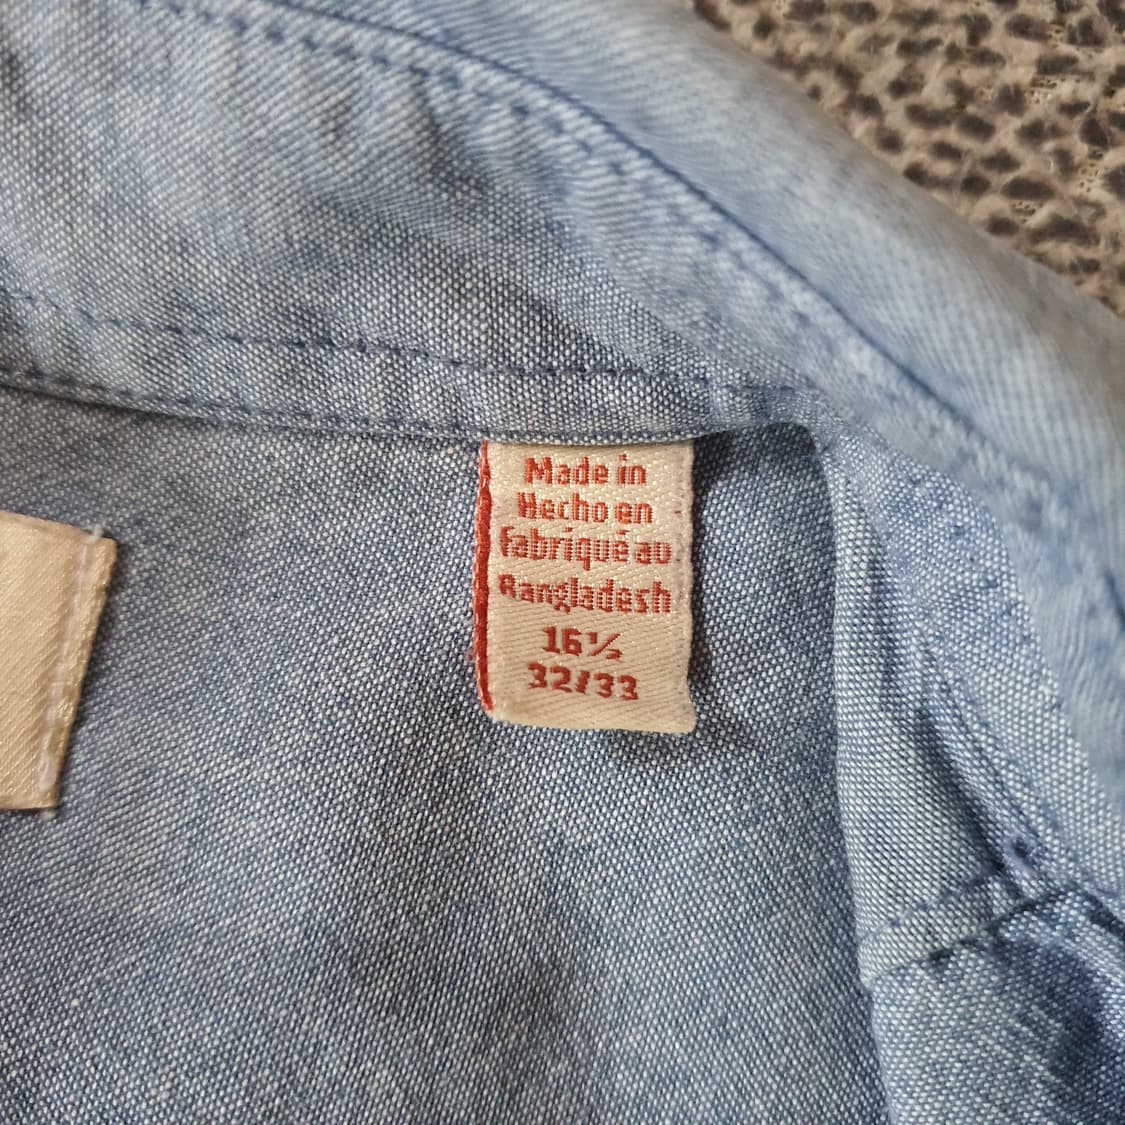 Made in
Hecho en
Fabriqué au
Bangladesh
16½
32/33